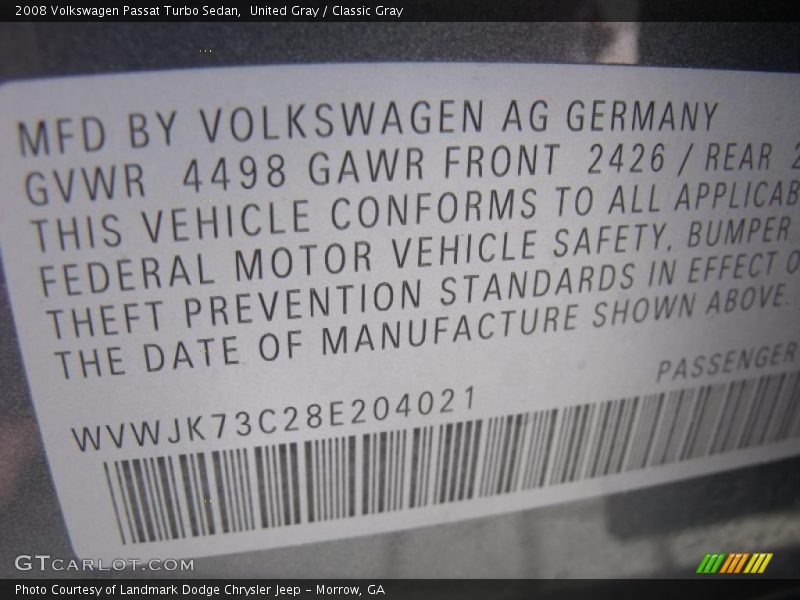 2008 Volkswagen Passat Turbo Sedan,  United Gray / Classic Gray
MFD BY VOLKSWAGEN AG GERMANY
GVWR 4498 GAWR FRONT 2426 / REAR 2
THIS VEHICLE CONFORMS TO ALL APPLICAB
FEDERAL MOTOR VEHICLE SAFETY, BUMPER
THEFT PREVENTION STANDARDS IN EFFECT O
THE DATE OF MANUFACTURE SHOWN ABOVE.
PASSENGER
WVWJK73C28E204021
GTCARLOT.COM
Photo Courtesy of Landmark Dodge Chrysler Jeep – Morrow, GA